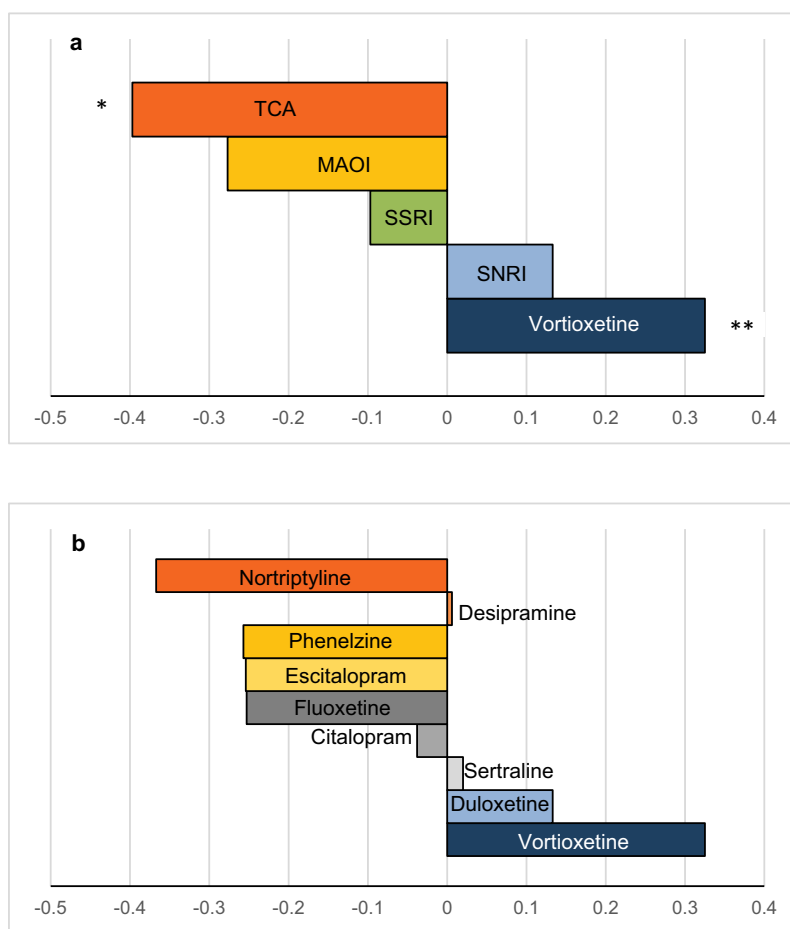 a
* TCA
MAOI
SSRI
SNRI
Vortioxetine **
-0.5 -0.4 -0.3 -0.2 -0.1 0 0.1 0.2 0.3 0.4
b
Nortriptyline
Desipramine
Phenelzine
Escitalopram
Fluoxetine
Citalopram
Sertraline
Duloxetine
Vortioxetine
-0.5 -0.4 -0.3 -0.2 -0.1 0 0.1 0.2 0.3 0.4